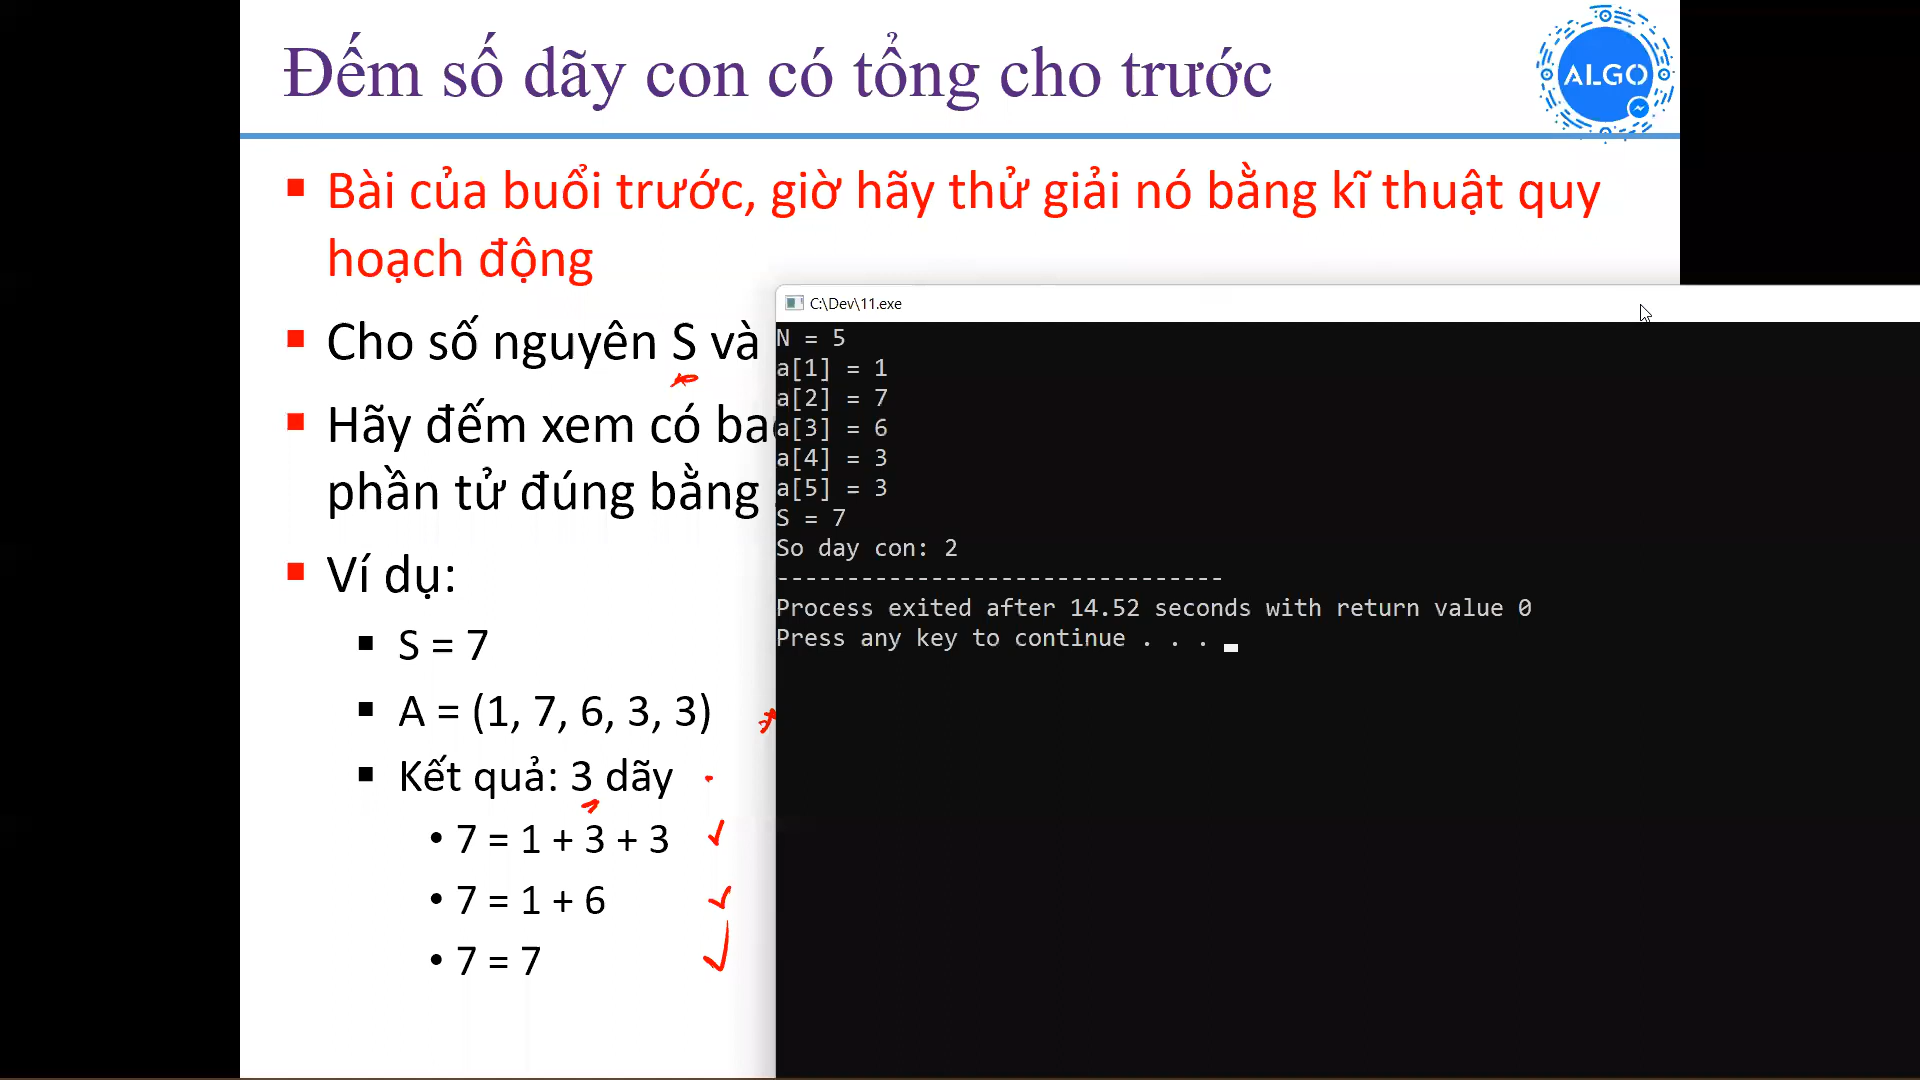 Đếm số dãy con có tổng cho trước
ALGO
Bài của buổi trước, giờ hãy thử giải nó bằng kĩ thuật quy
hoạch động
Cho số nguyên S và
Hãy đếm xem có
phần tử đúng bằng
Ví dụ:
S = 7
A = (1, 7, 6, 3, 3)
Kết quả: 3 dãy
• 7 = 1 + 3 + 3
• 7 = 1 + 6
• 7 = 7
C:\Dev\11.exe
N = 5
a[1] = 1
a[2] = 7
a[3] = 6
a[4] = 3
a[5] = 3
S = 7
So day con: 2
--------------------------------
Process exited after 14.52 seconds with return value 0
Press any key to continue . . .